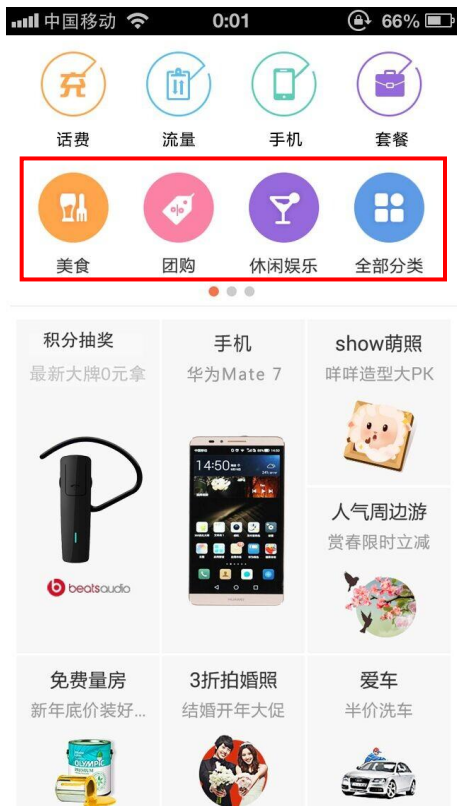 中国移动 0:01 66%
充
话费 流量 手机 套餐
美食 团购 休闲娱乐 全部分类
积分抽奖 手机 show萌照
最新大牌0元拿 华为Mate 7 咩咩造型大PK
14:50
人气周边游
赏春限时立减
beatsaudio
HUAWEI
免费量房 3折拍婚照 爱车
新年底价装好... 结婚开年大促 半价洗车
OLYMPIC